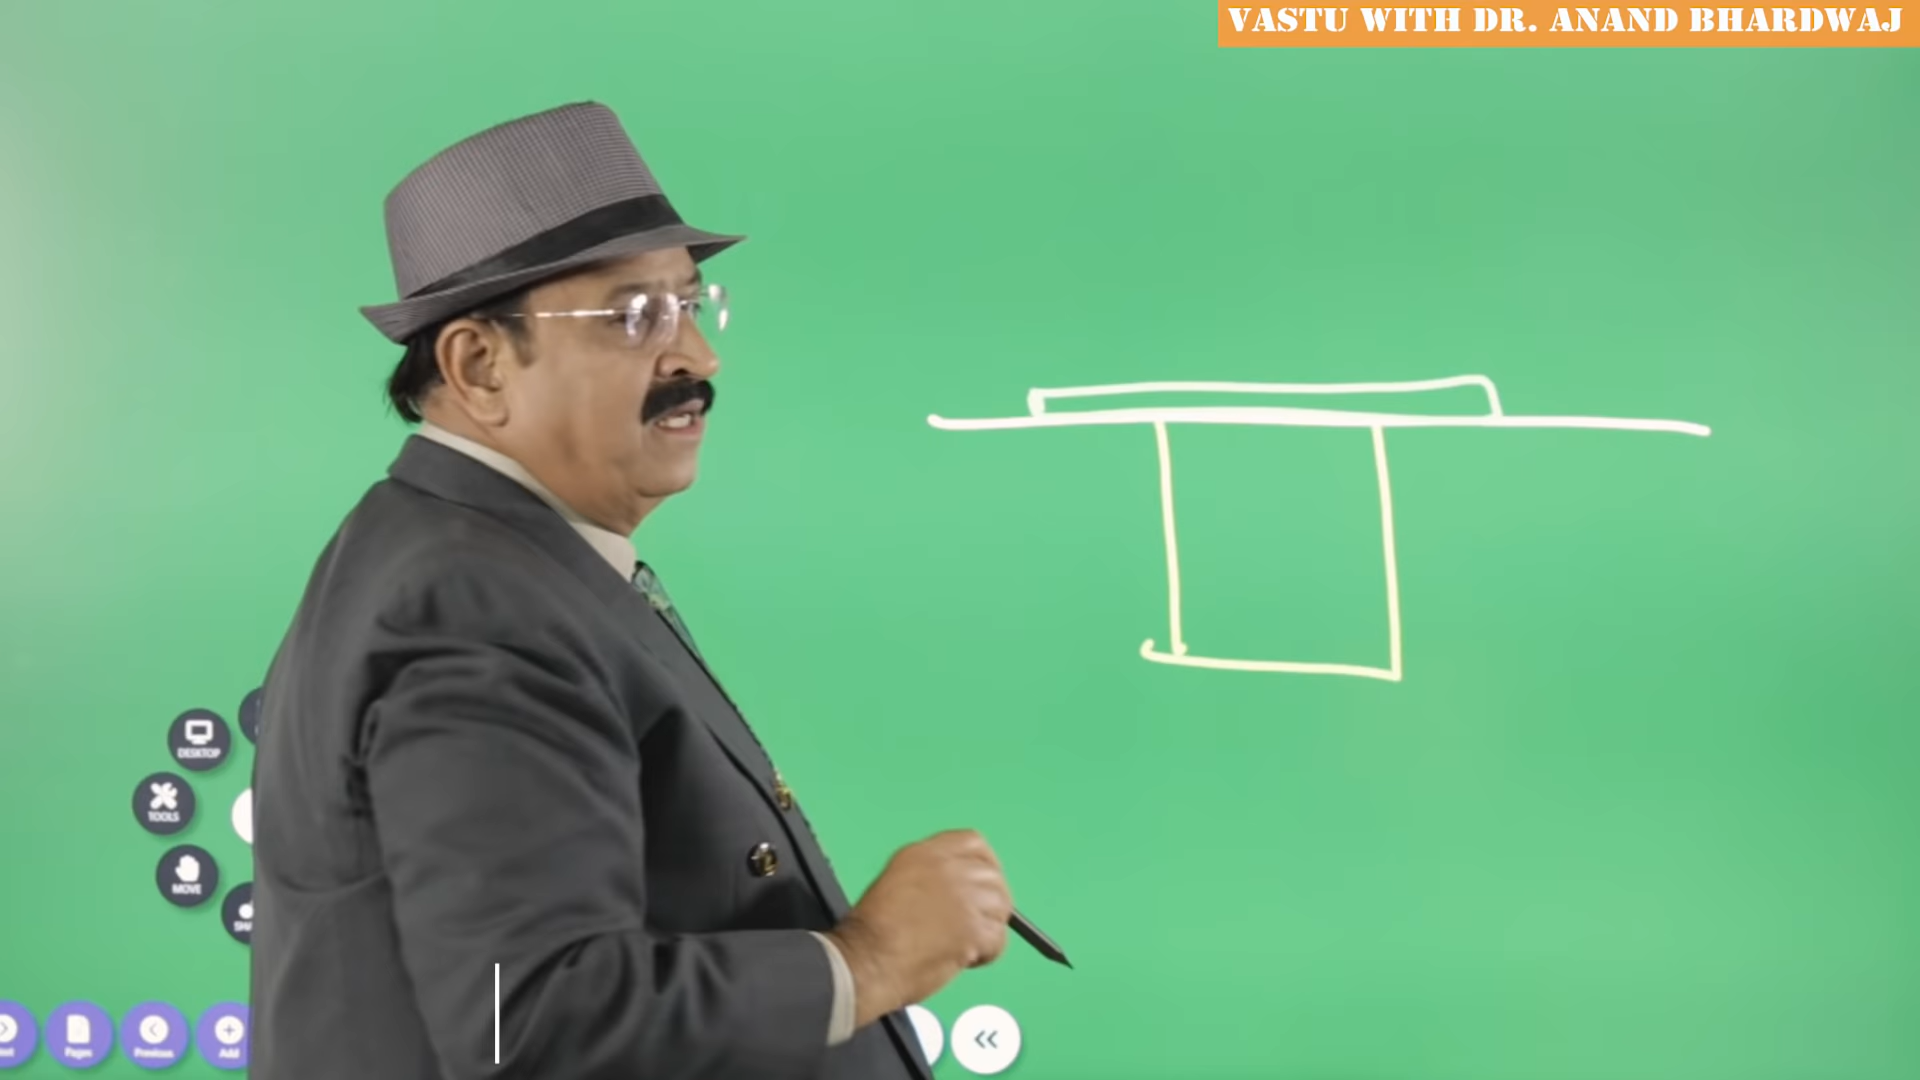 VASTU WITH DR. ANAND BHARDWAJ
DESKTOP
TOOLS
MOVE
Pages
Previous
Add